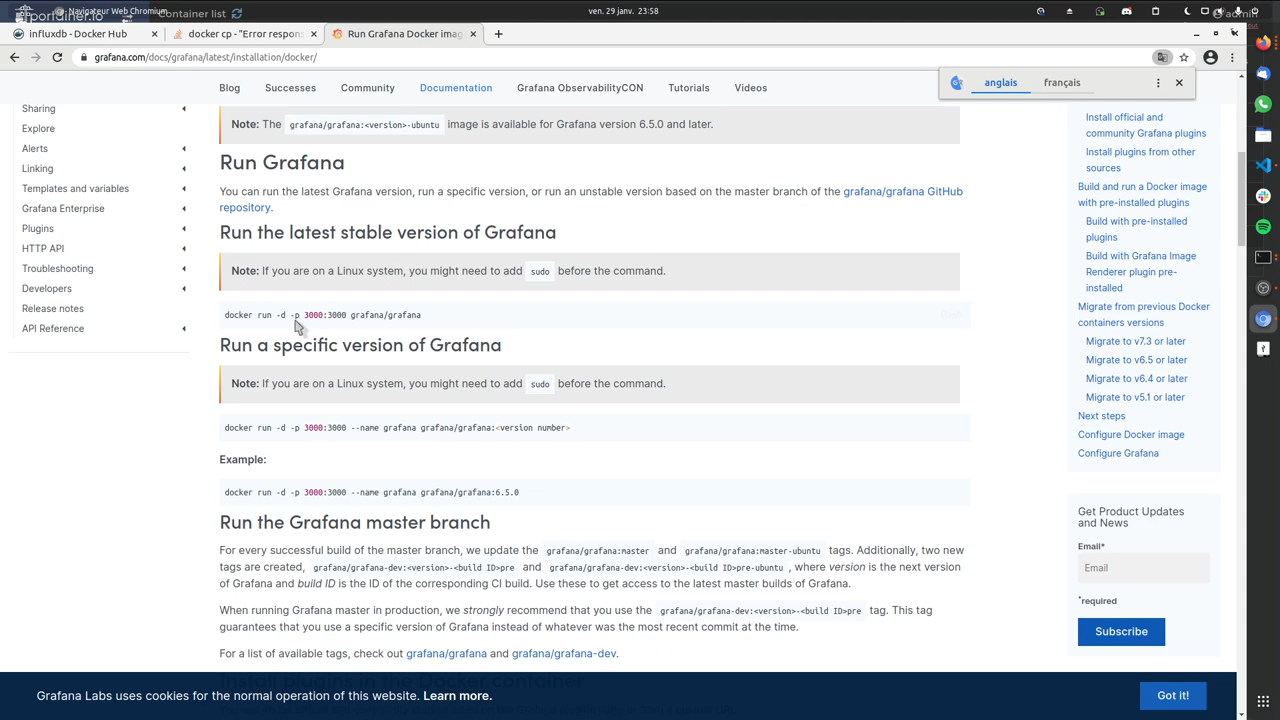 Navigateur Web Chromium
ven. 29 janv. 23:58
portainer.io
Container list
admin
influxdb - Docker Hub
docker cp - "Error respon
Run Grafana Docker imag
grafana.com/docs/grafana/latest/installation/docker/
anglais
français
Blog
Successes
Community
Documentation
Grafana ObservabilityCON
Tutorials
Videos
Sharing
Explore
Alerts
Linking
Templates and variables
Grafana Enterprise
Plugins
HTTP API
Troubleshooting
Developers
Release notes
API Reference
Note: The grafana/grafana:<version>-ubuntu image is available for Grafana version 6.5.0 and later.
Run Grafana
You can run the latest Grafana version, run a specific version, or run an unstable version based on the master branch of the grafana/grafana GitHub
repository.
Run the latest stable version of Grafana
Note: If you are on a Linux system, you might need to add sudo before the command.
docker run -d -p 3000:3000 grafana/grafana
Run a specific version of Grafana
Note: If you are on a Linux system, you might need to add sudo before the command.
docker run -d -p 3000:3000 --name grafana grafana/grafana:<version number>
Example:
docker run -d -p 3000:3000 --name grafana grafana/grafana:6.5.0
Run the Grafana master branch
For every successful build of the master branch, we update the grafana/grafana:master and grafana/grafana:master-ubuntu tags. Additionally, two new
tags are created, grafana/grafana-dev:<version>-<build ID>pre and grafana/grafana-dev:<version>-<build ID>pre-ubuntu , where version is the next version
of Grafana and build ID is the ID of the corresponding CI build. Use these to get access to the latest master builds of Grafana.
When running Grafana master in production, we strongly recommend that you use the grafana/grafana-dev:<version>-<build ID>pre tag. This tag
guarantees that you use a specific version of Grafana instead of whatever was the most recent commit at the time.
For a list of available tags, check out grafana/grafana and grafana/grafana-dev.
Install plugins in the Docker container
Install official and
community Grafana plugins
Install plugins from other
sources
Build and run a Docker image
with pre-installed plugins
Build with pre-installed
plugins
Build with Grafana Image
Renderer plugin pre-
installed
Migrate from previous Docker
containers versions
Migrate to v7.3 or later
Migrate to v6.5 or later
Migrate to v6.4 or later
Migrate to v5.1 or later
Next steps
Configure Docker image
Configure Grafana
Get Product Updates
and News
Email*
Email
*required
Subscribe
Grafana Labs uses cookies for the normal operation of this website. Learn more.
Got it!